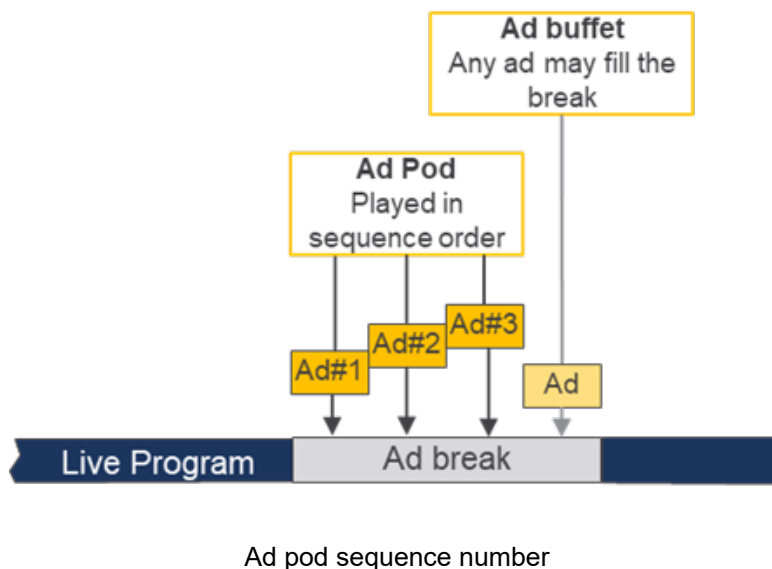 Ad buffet
Any ad may fill the
break
Ad Pod
Played in
sequence order
Ad#1
Ad#2
Ad#3
Ad
Live Program
Ad break
Ad pod sequence number